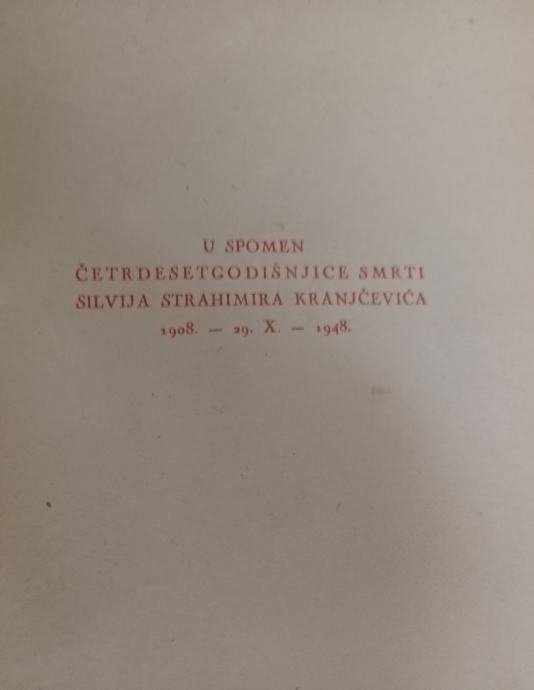 U SPOMEN
ČETRDESETGODIŠNJICE SMRTI
SILVIJA STRAHIMIRA KRANJČEVIĆA
1908. — 29. X. — 1948.